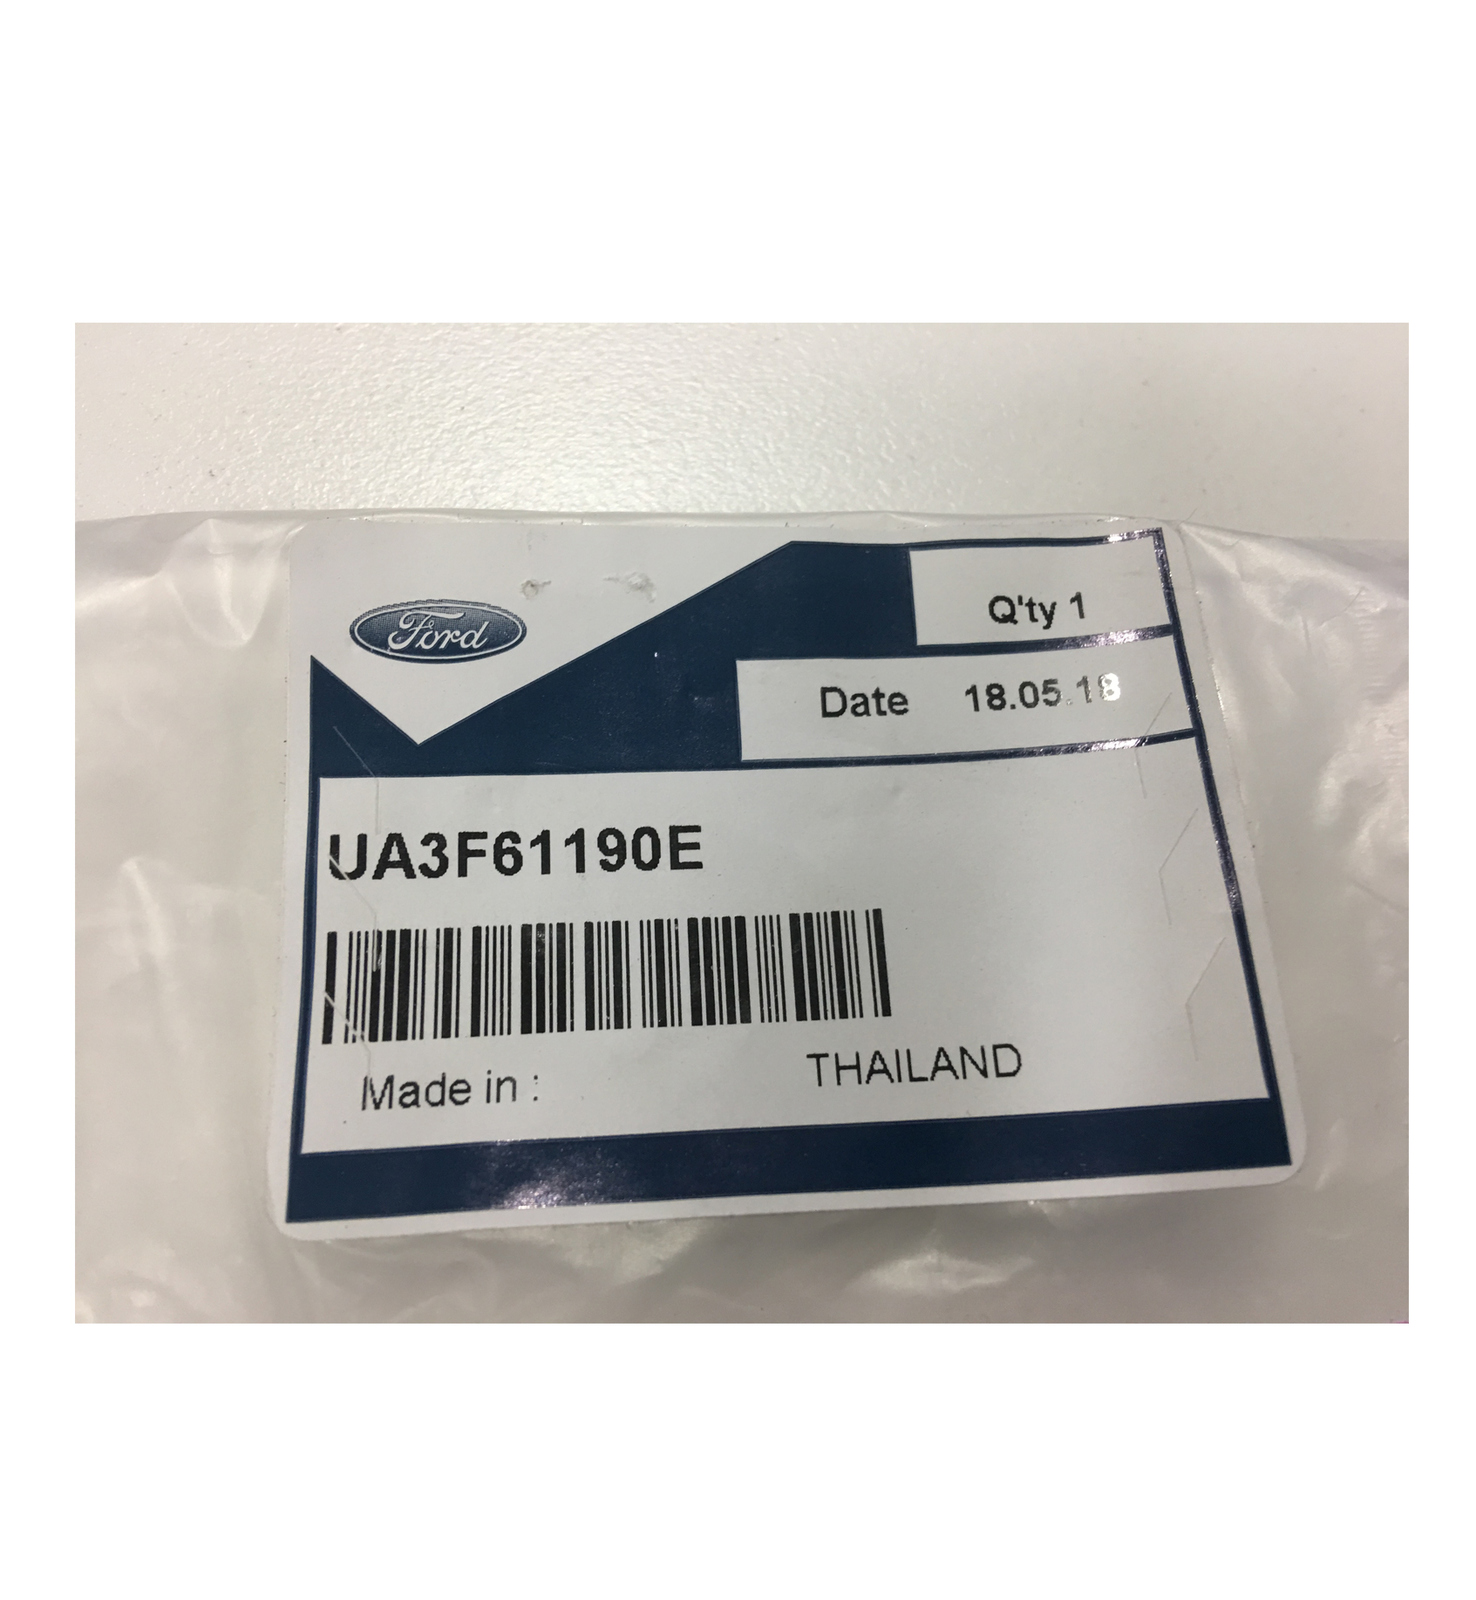 Ford
Q'ty 1
Date 18.05.18
UA3F61190E
Made in : THAILAND